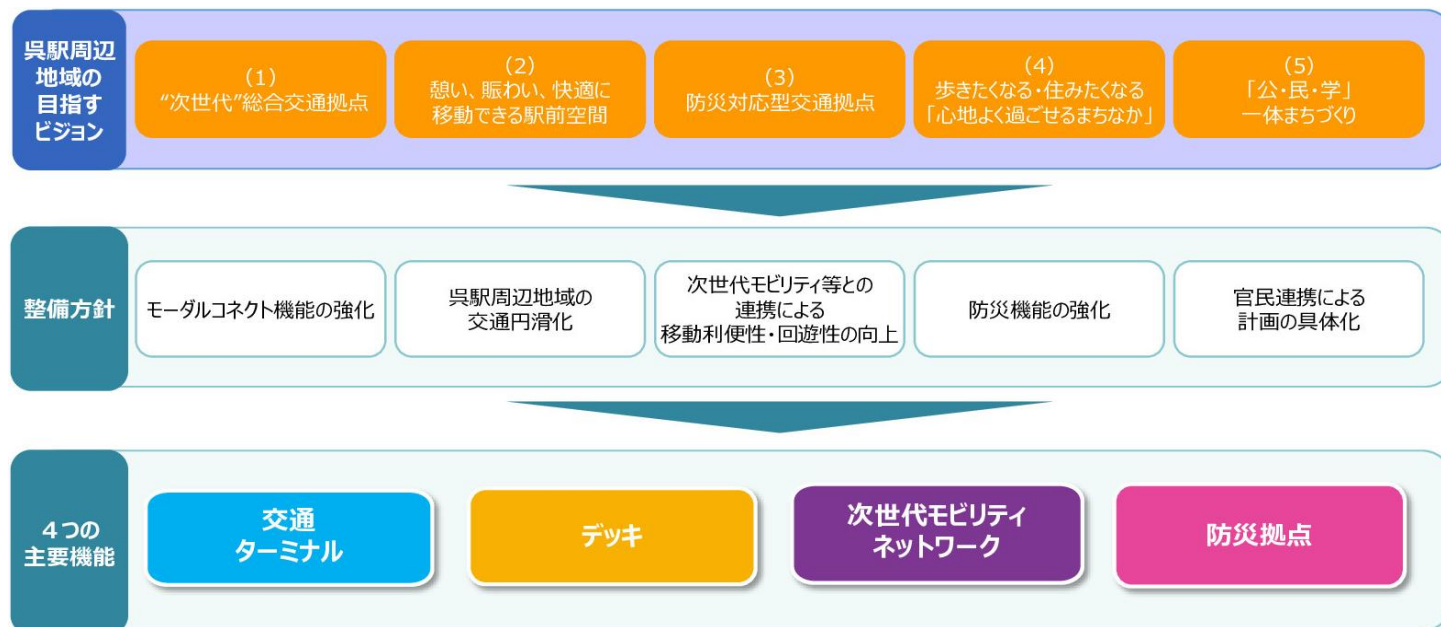 呉駅周辺
地域の
目指す
ビジョン
(1)
“次世代”総合交通拠点
(2)
憩い、賑わい、快適に
移動できる駅前空間
(3)
防災対応型交通拠点
(4)
歩きたくなる・住みたくなる
「心地よく過ごせるまちなか」
(5)
「公・民・学」
一体まちづくり
整備方針
モーダルコネクト機能の強化
呉駅周辺地域の
交通円滑化
次世代モビリティ等との
連携による
移動利便性・回遊性の向上
防災機能の強化
官民連携による
計画の具体化
4つの
主要機能
交通
ターミナル
デッキ
次世代モビリティ
ネットワーク
防災拠点